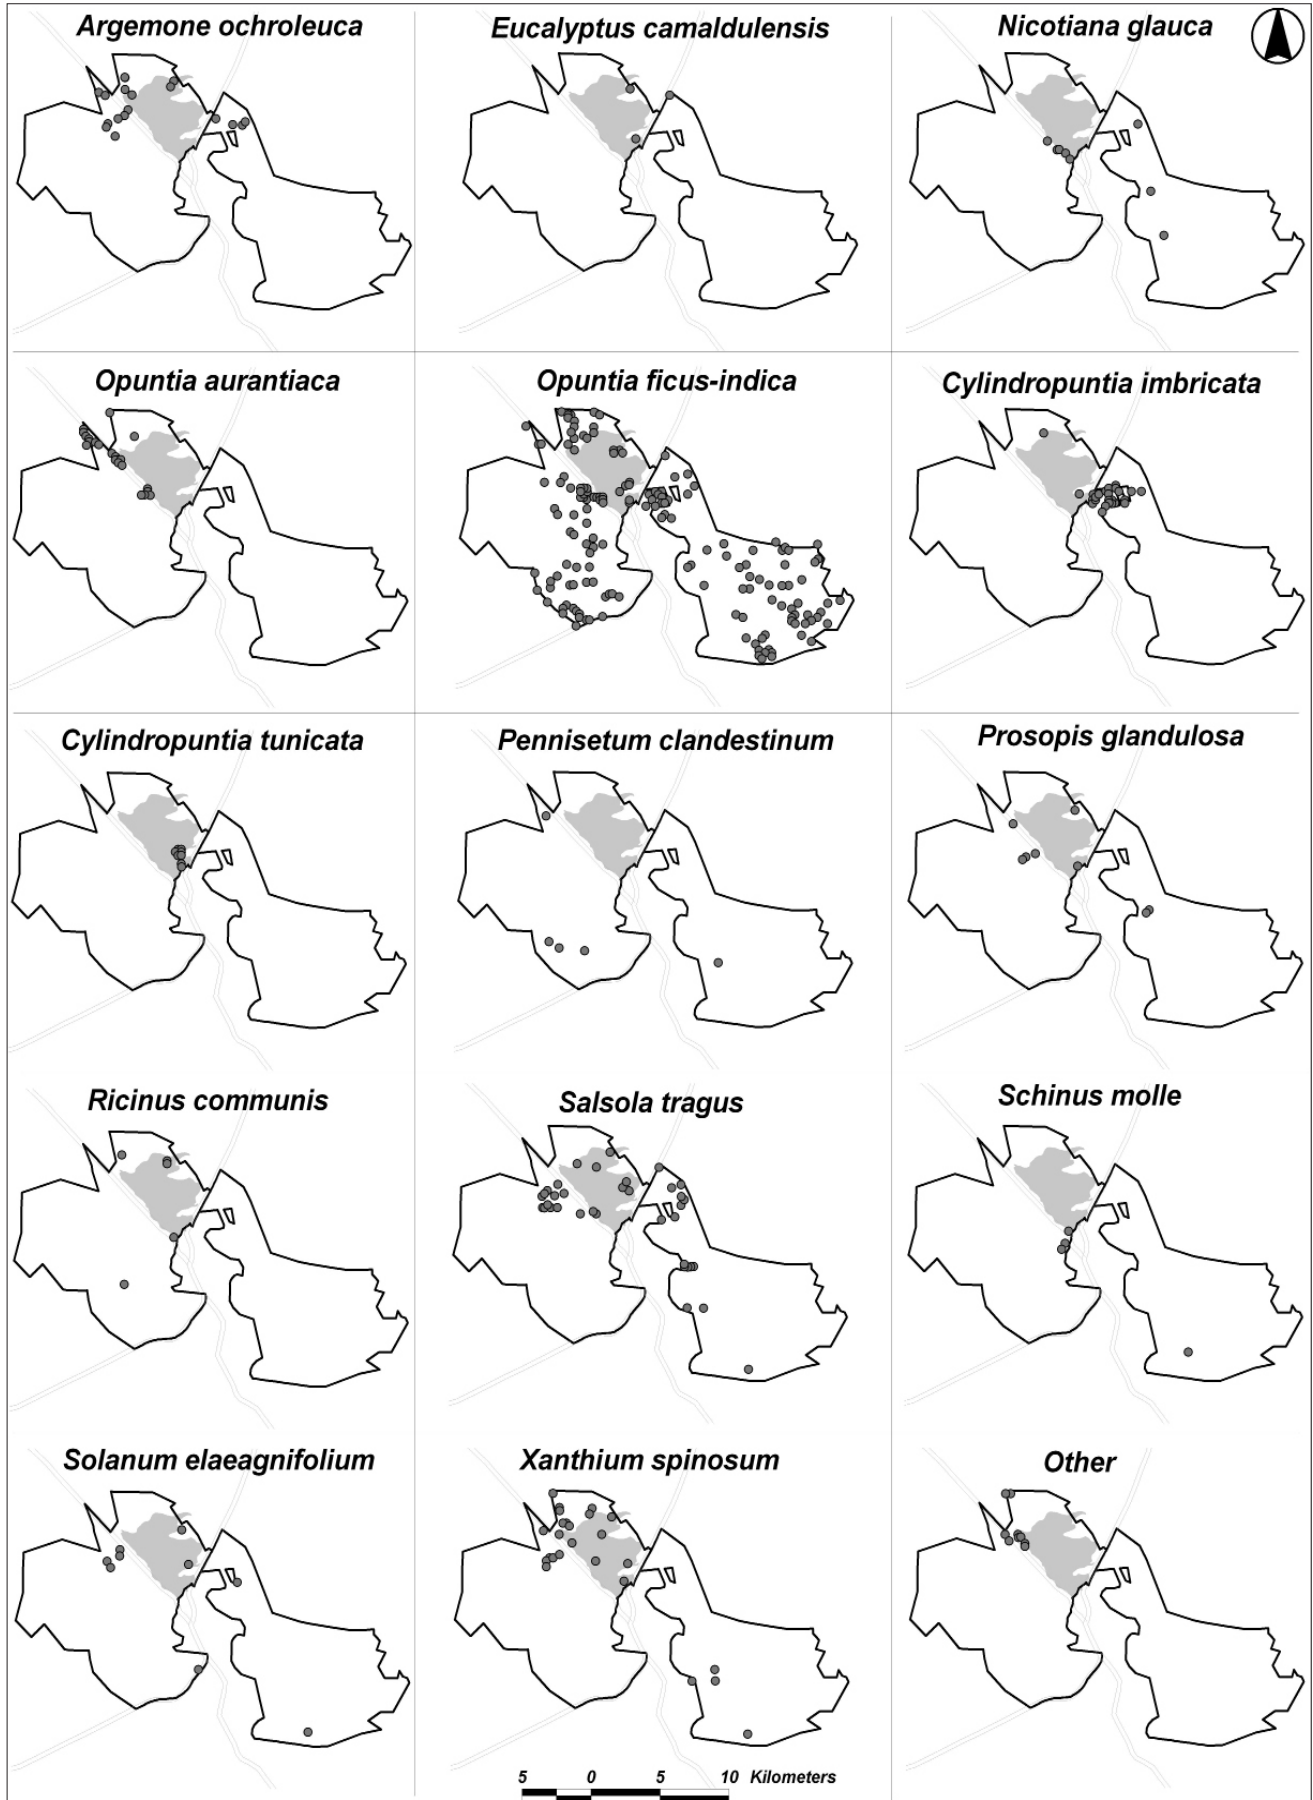 Argemone ochroleuca
Eucalyptus camaldulensis
Nicotiana glauca
Opuntia aurantiaca
Opuntia ficus-indica
Cylindropuntia imbricata
Cylindropuntia tunicata
Pennisetum clandestinum
Prosopis glandulosa
Ricinus communis
Salsola tragus
Schinus molle
Solanum elaeagnifolium
Xanthium spinosum
Other
5 0 5 10 Kilometers